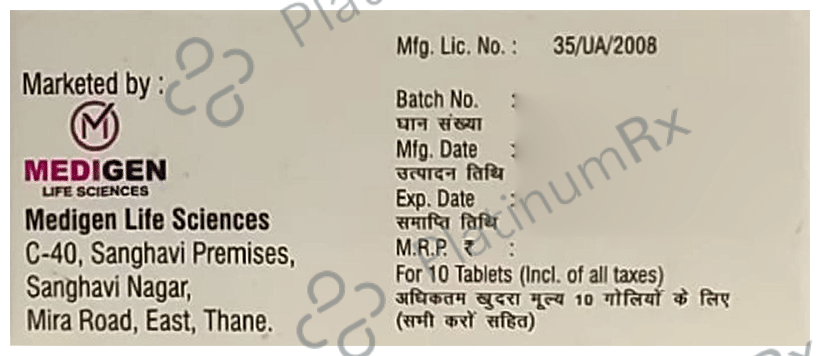 Marketed by :
M
MEDIGEN
LIFE SCIENCES
Medigen Life Sciences
C-40, Sanghavi Premises,
Sanghavi Nagar,
Mira Road, East, Thane.
Mfg. Lic. No. : 35/UA/2008
Batch No. :
घान संख्या
Mfg. Date :
उत्पादन तिथि
Exp. Date :
समाप्ति तिथि
M.R.P. ₹ :
For 10 Tablets (Incl. of all taxes)
अधिकतम खुदरा मूल्य 10 गोलियों के लिए
(सभी करों सहित)
PlatinumRx